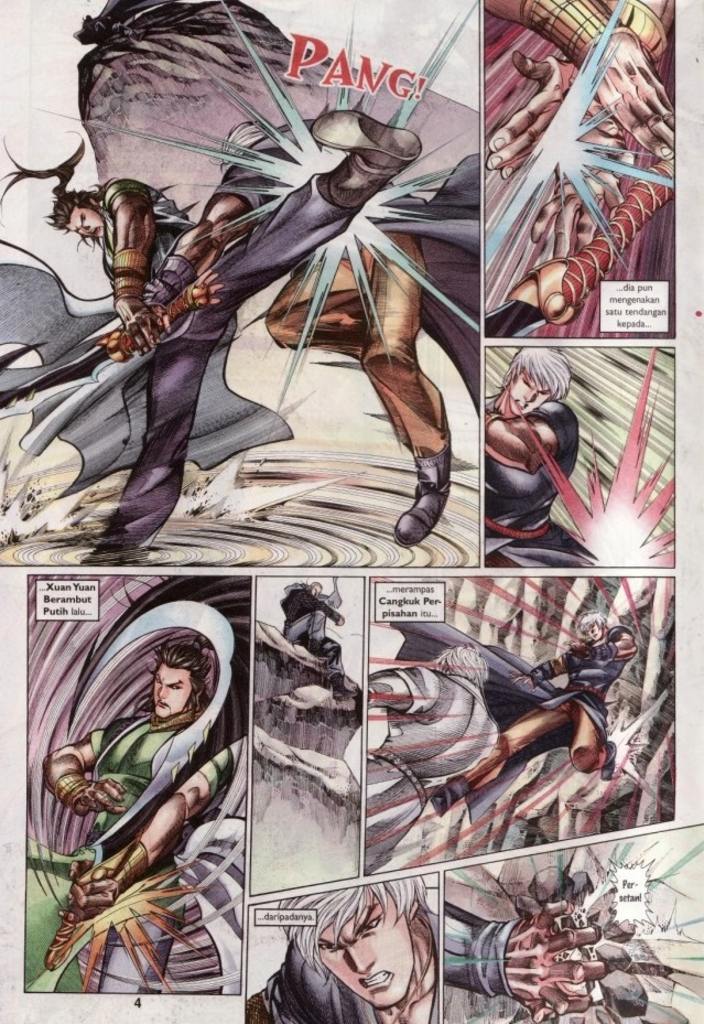 PANG!
...dia pun
mengenakan
satu tendangan
kepada...
...Xuan Yuan
Berambut
Putih lalu...
...merampas
Cangkuk Per-
pisahan itu...
...daripadanya.
Per-
setan!
4